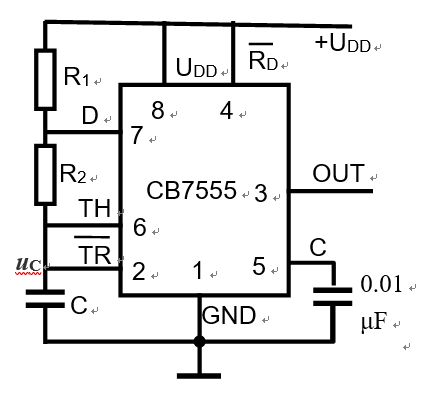 +UDD
R1
UDD
RD
8
4
D
7
R2
CB7555
3
OUT
TH
6
TR
uC
2
1
5
C
C
GND
0.01
μF